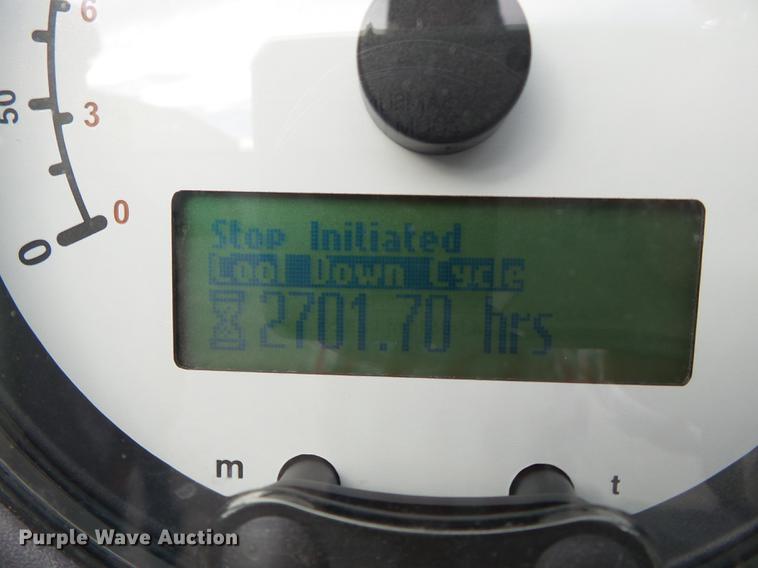 6
50
3
0
0
Stop Initiated
Cool Down Cycle
2701.70 hrs
m
t
Purple Wave Auction